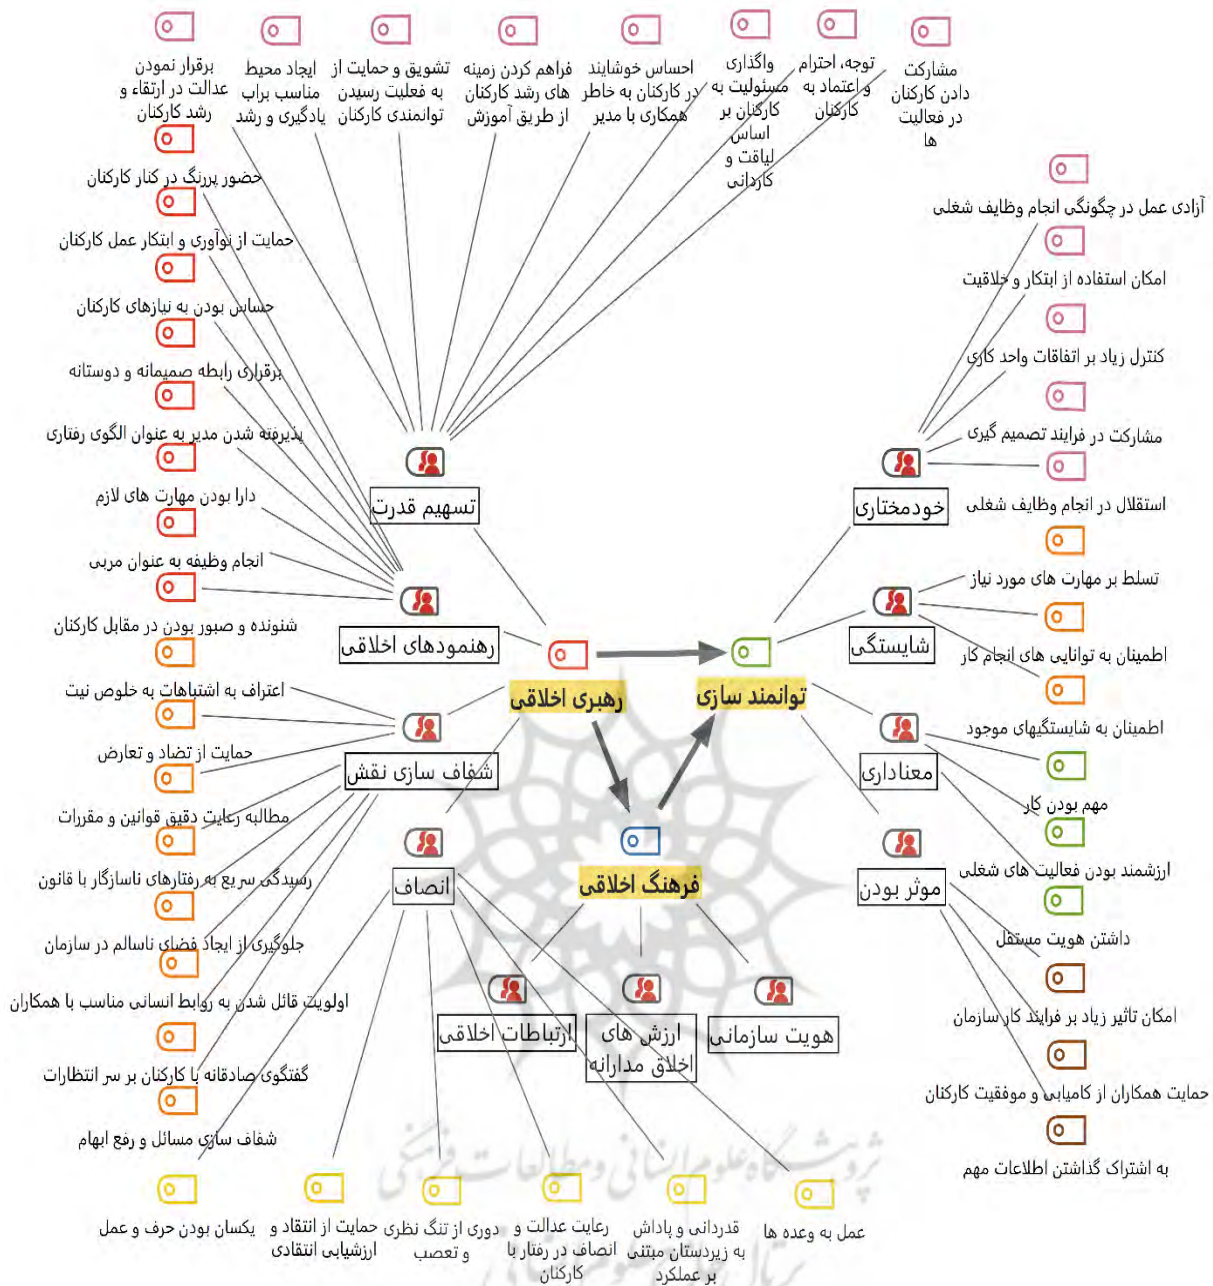 برقرار نمودن
عدالت در ارتقاء و
رشد کارکنان
ایجاد محیط
مناسب براب
یادگیری و رشد
تشویق و حمایت از
به فعلیت رسیدن
توانمندی کارکنان
فراهم کردن زمینه
های رشد کارکنان
از طریق آموزش
احساس خوشایند
در کارکنان به خاطر
همکاری با مدیر
واگذاری
مسئولیت به
کارکنان بر
اساس
لیاقت و
کاردانی
توجه، احترام
و اعتماد به
کارکنان
مشارکت
دادن کارکنان
در فعالیت
ها
حضور پررنگ در کنار کارکنان
حمایت از نوآوری و ابتکار عمل کارکنان
حساس بودن به نیازهای کارکنان
برقراری رابطه صمیمانه و دوستانه
پذیرفته شدن مدیر به عنوان الگوی رفتاری
دارا بودن مهارت های لازم
انجام وظیفه به عنوان مربی
شنونده و صبور بودن در مقابل کارکنان
اعتراف به اشتباهات به خلوص نیت
حمایت از تضاد و تعارض
مطالبه رعایت دقیق قوانین و مقررات
رسیدگی سریع به رفتارهای ناسازگار با قانون
جلوگیری از ایجاد فضای ناسالم در سازمان
اولویت قائل شدن به روابط انسانی مناسب با همکاران
گفتگوی صادقانه با کارکنان بر سر انتظارات
شفاف سازی مسائل و رفع ابهام
تسهیم قدرت
رهنمودهای اخلاقی
شفاف سازی نقش
انصاف
رهبری اخلاقی
توانمند سازی
فرهنگ اخلاقی
ارتباطات اخلاقی
ارزش های
اخلاق مدارانه
هویت سازمانی
خودمختاری
شایستگی
معناداری
موثر بودن
آزادی عمل در چگونگی انجام وظایف شغلی
امکان استفاده از ابتکار و خلاقیت
کنترل زیاد بر اتفاقات واحد کاری
مشارکت در فرایند تصمیم گیری
استقلال در انجام وظایف شغلی
تسلط بر مهارت های مورد نیاز
اطمینان به توانایی های انجام کار
اطمینان به شایستگیهای موجود
مهم بودن کار
ارزشمند بودن فعالیت های شغلی
داشتن هویت مستقل
امکان تاثیر زیاد بر فرایند کار سازمان
حمایت همکاران از کامیابی و موفقیت کارکنان
به اشتراک گذاشتن اطلاعات مهم
یکسان بودن حرف و عمل
حمایت از انتقاد و
ارزشیابی انتقادی
دوری از تنگ نظری
و تعصب
رعایت عدالت و
انصاف در رفتار با
کارکنان
قدردانی و پاداش
به زیردستان مبتنی
بر عملکرد
عمل به وعده ها
پژوهشگاه علوم انسانی و مطالعات فرهنگی
پرتال جامع علوم انسانی